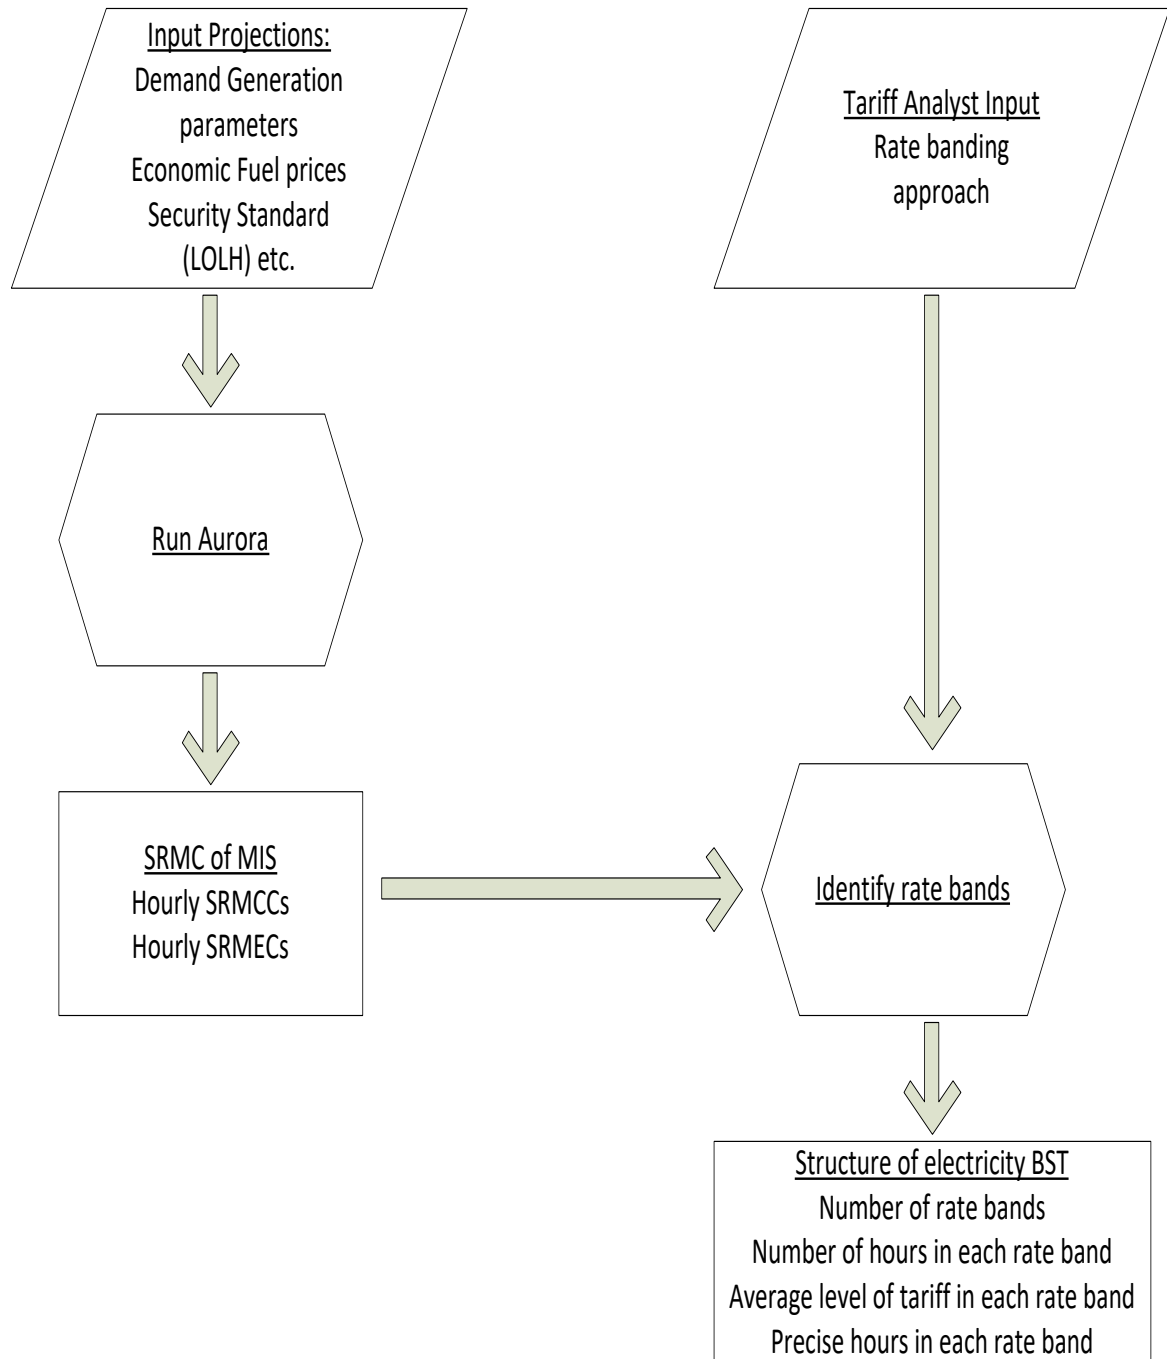 Input Projections:
Demand Generation
parameters
Economic Fuel prices
Security Standard
(LOLH) etc.
Tariff Analyst Input
Rate banding
approach
Run Aurora
SRMC of MIS
Hourly SRMCCs
Hourly SRMECs
Identify rate bands
Structure of electricity BST
Number of rate bands
Number of hours in each rate band
Average level of tariff in each rate band
Precise hours in each rate band